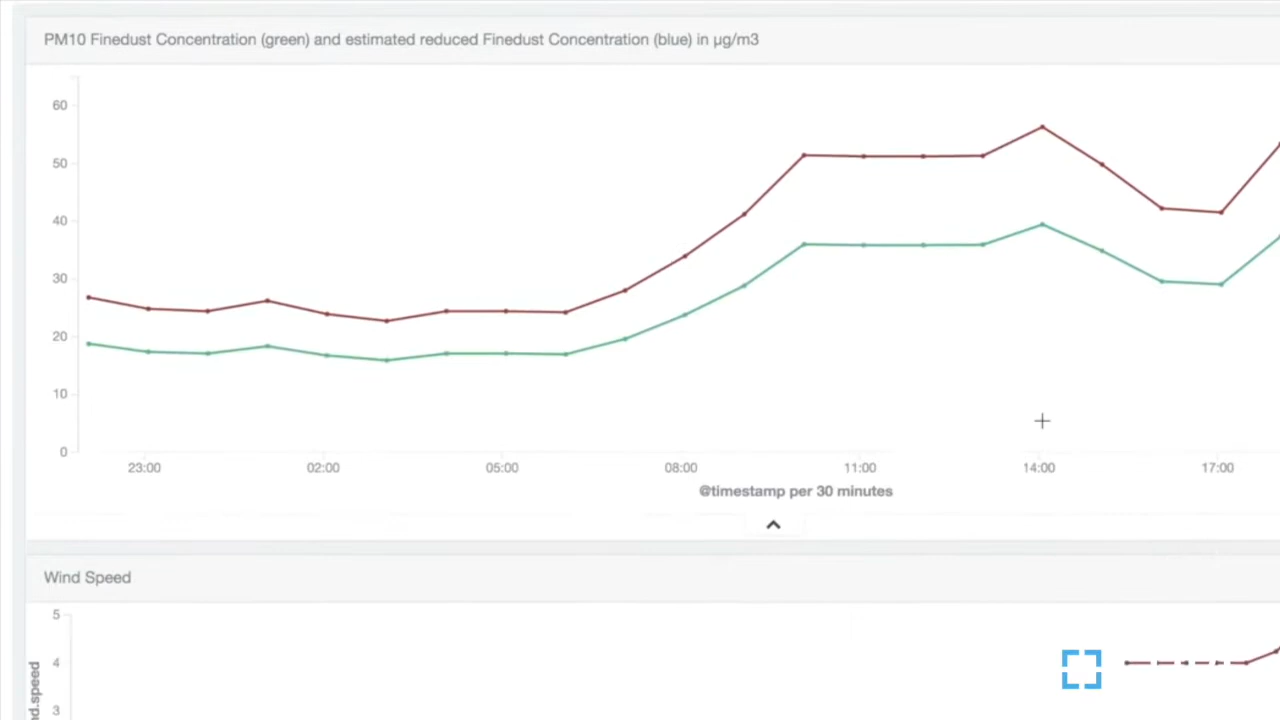 PM10 Finedust Concentration (green) and estimated reduced Finedust Concentration (blue) in µg/m3
60
50
40
30
20
10
0
23:00 02:00 05:00 08:00 11:00 14:00 17:00
@timestamp per 30 minutes
Wind Speed
5
4
3
nd.speed